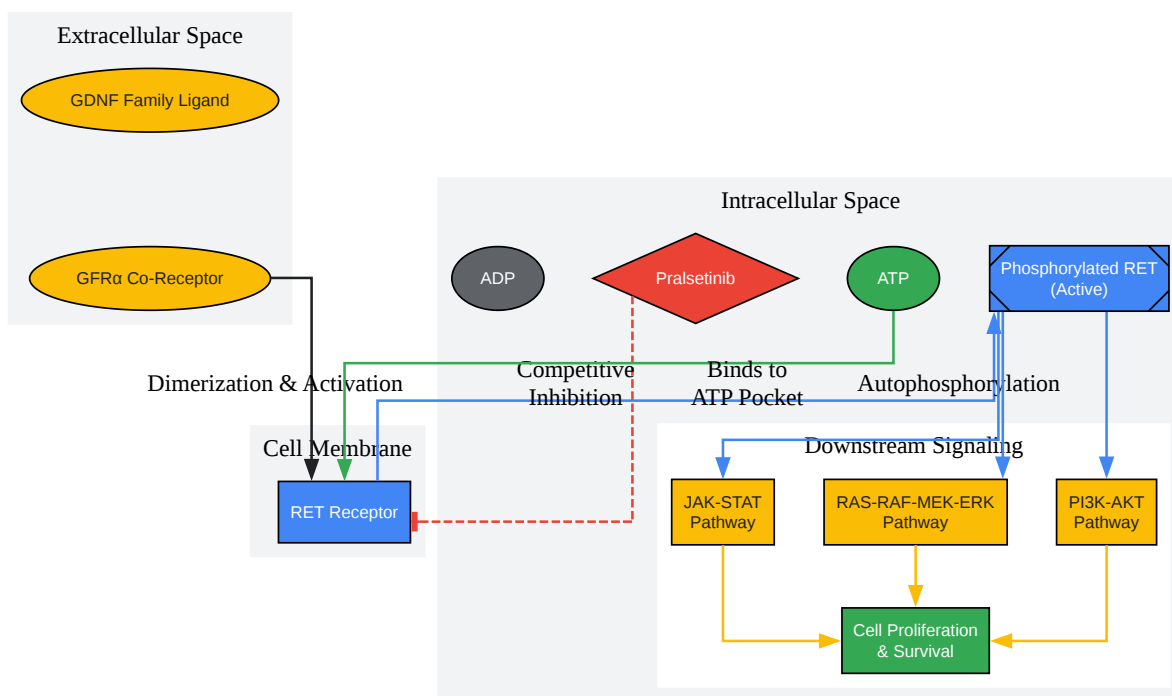 Extracellular Space
GDNF Family Ligand
GFRα Co-Receptor
Intracellular Space
ADP
Pralsetinib
ATP
Phosphorylated RET
(Active)
Dimerization & Activation
Competitive
Inhibition
Binds to
ATP Pocket
Autophosphorylation
Cell Membrane
RET Receptor
Downstream Signaling
JAK-STAT
Pathway
RAS-RAF-MEK-ERK
Pathway
PI3K-AKT
Pathway
Cell Proliferation
& Survival